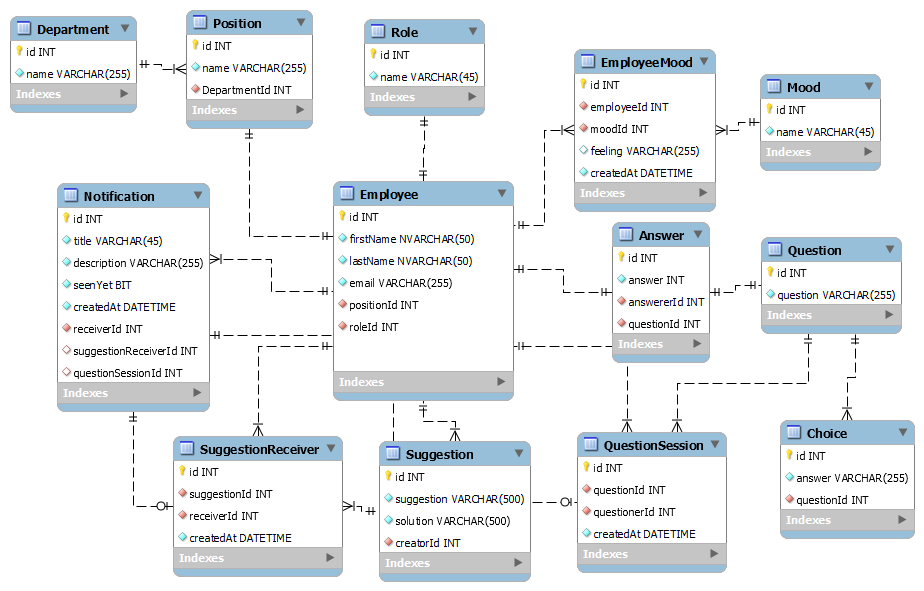 Department
id INT
name VARCHAR(255)
Indexes
Position
id INT
name VARCHAR(255)
DepartmentId INT
Indexes
Role
id INT
name VARCHAR(45)
Indexes
EmployeeMood
id INT
employeeId INT
moodId INT
feeling VARCHAR(255)
createdAt DATETIME
Indexes
Mood
id INT
name VARCHAR(45)
Indexes
Notification
id INT
title VARCHAR(45)
description VARCHAR(255)
seenYet BIT
createdAt DATETIME
receiverId INT
suggestionReceiverId INT
questionSessionId INT
Indexes
Employee
id INT
firstName NVARCHAR(50)
lastName NVARCHAR(50)
email VARCHAR(255)
positionId INT
roleId INT
Indexes
Answer
id INT
answer INT
answererId INT
questionId INT
Indexes
Question
id INT
question VARCHAR(255)
Indexes
SuggestionReceiver
id INT
suggestionId INT
receiverId INT
createdAt DATETIME
Indexes
Suggestion
id INT
suggestion VARCHAR(500)
solution VARCHAR(500)
creatorId INT
Indexes
QuestionSession
id INT
questionId INT
questionerId INT
createdAt DATETIME
Indexes
Choice
id INT
answer VARCHAR(255)
questionId INT
Indexes